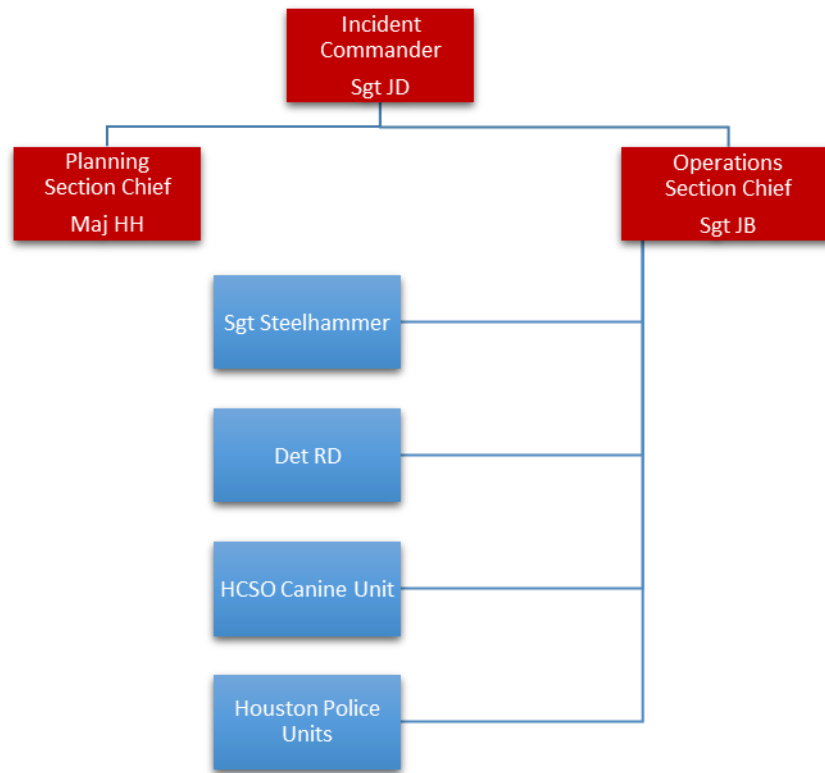 Incident
Commander
Sgt JD
Planning
Section Chief
Maj HH
Operations
Section Chief
Sgt JB
Sgt Steelhammer
Det RD
HCSO Canine Unit
Houston Police
Units